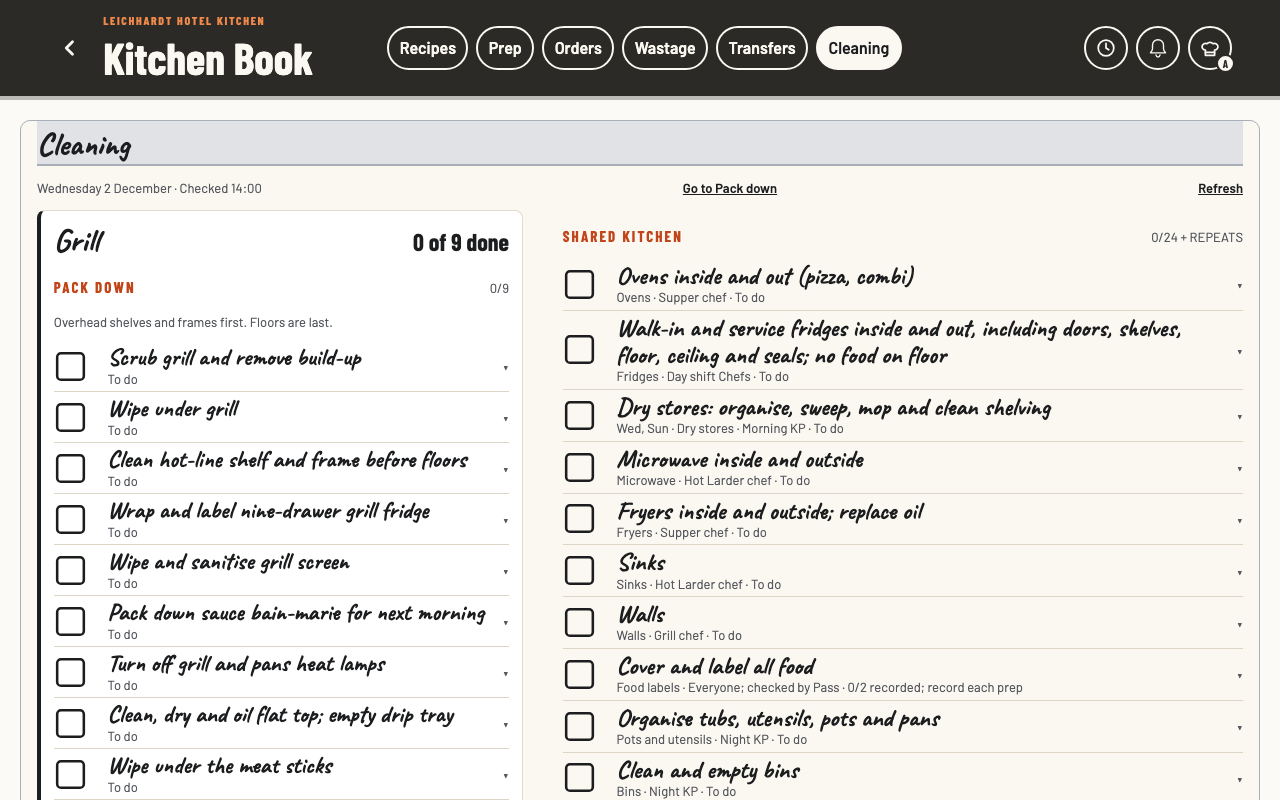 LEICHHARDT HOTEL KITCHEN
Kitchen Book
Recipes
Prep
Orders
Wastage
Transfers
Cleaning
A
Cleaning
Wednesday 2 December · Checked 14:00
Go to Pack down
Refresh
Grill
0 of 9 done
PACK DOWN
0/9
Overhead shelves and frames first. Floors are last.
Scrub grill and remove build-up
To do
Wipe under grill
To do
Clean hot-line shelf and frame before floors
To do
Wrap and label nine-drawer grill fridge
To do
Wipe and sanitise grill screen
To do
Pack down sauce bain-marie for next morning
To do
Turn off grill and pans heat lamps
To do
Clean, dry and oil flat top; empty drip tray
To do
Wipe under the meat sticks
To do
SHARED KITCHEN
0/24 + REPEATS
Ovens inside and out (pizza, combi)
Ovens · Supper chef · To do
Walk-in and service fridges inside and out, including doors, shelves,
floor, ceiling and seals; no food on floor
Fridges · Day shift Chefs · To do
Dry stores: organise, sweep, mop and clean shelving
Wed, Sun · Dry stores · Morning KP · To do
Microwave inside and outside
Microwave · Hot Larder chef · To do
Fryers inside and outside; replace oil
Fryers · Supper chef · To do
Sinks
Sinks · Hot Larder chef · To do
Walls
Walls · Grill chef · To do
Cover and label all food
Food labels · Everyone; checked by Pass · 0/2 recorded; record each prep
Organise tubs, utensils, pots and pans
Pots and utensils · Night KP · To do
Clean and empty bins
Bins · Night KP · To do